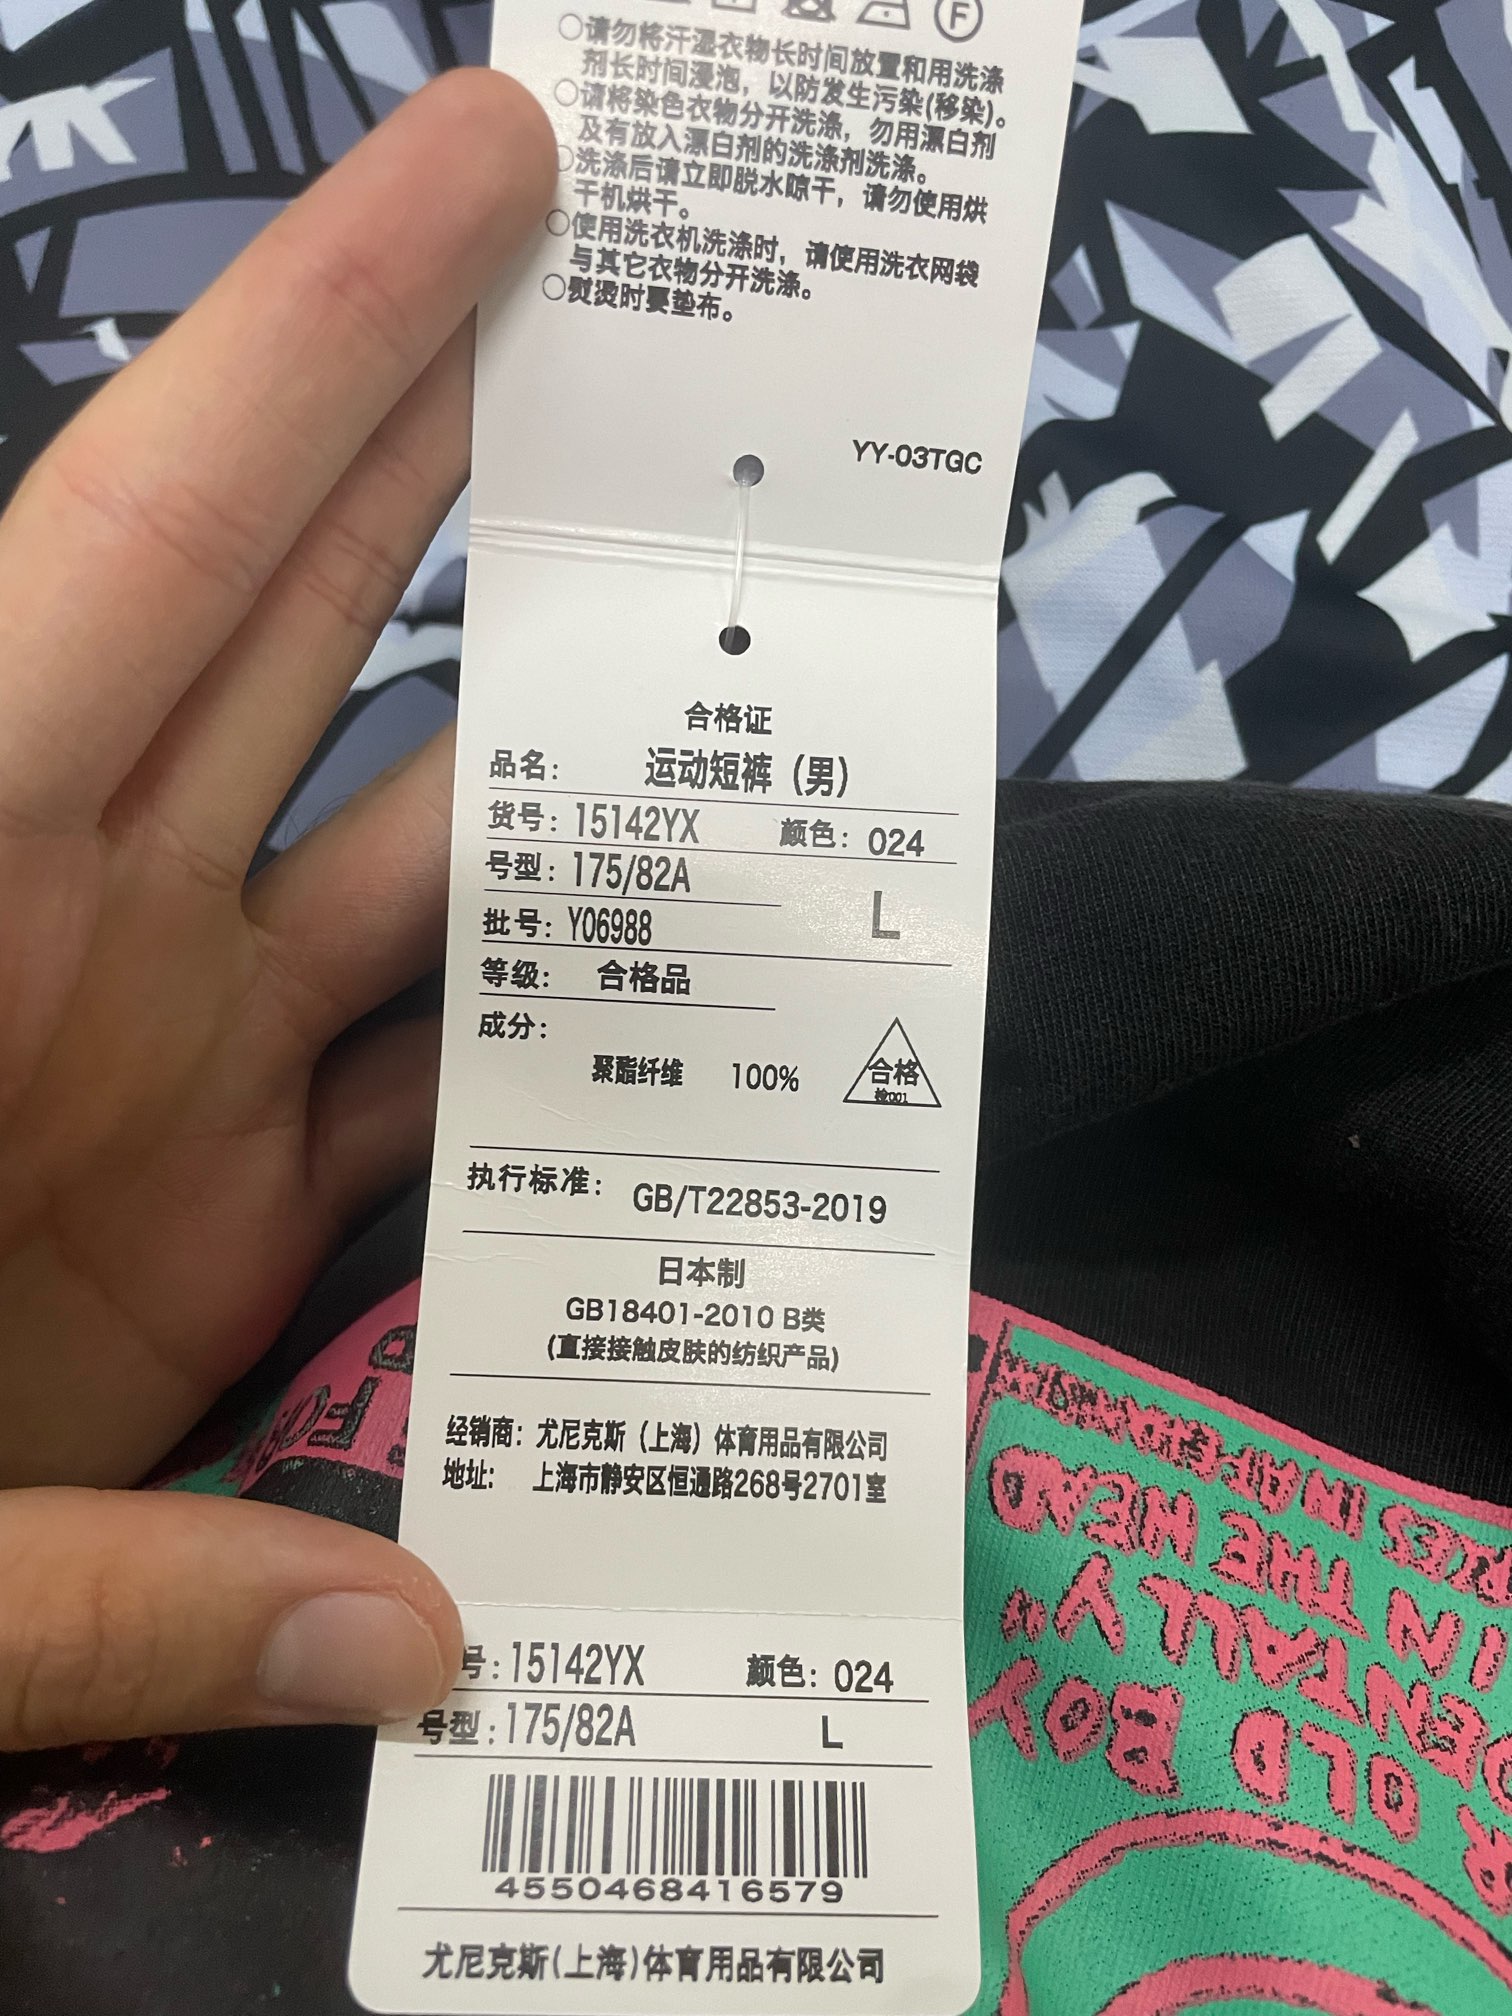 F
○请勿将汗湿衣物长时间放置和用洗涤
剂长时间浸泡，以防发生污染(移染)。
○请将染色衣物分开洗涤，勿用漂白剂
及有放入漂白剂的洗涤剂洗涤。
○洗涤后请立即脱水晾干，请勿使用烘
干机烘干。
○使用洗衣机洗涤时，请使用洗衣网袋
与其它衣物分开洗涤。
○熨烫时要垫布。
YY-03TGC
合格证
品名： 运动短裤（男）
货号：15142YX 颜色：024
号型：175/82A
L
批号：Y06988
等级： 合格品
成分：
聚酯纤维 100%
合格
检001
执行标准： GB/T22853-2019
日本制
GB18401-2010 B类
(直接接触皮肤的纺织产品)
经销商：尤尼克斯（上海）体育用品有限公司
地址： 上海市静安区恒通路268号2701室
号：15142YX 颜色：024
号型：175/82A L
4550468416579
尤尼克斯(上海)体育用品有限公司
OLD BOY
ENTALLY"
IN THE HEAD
RIES IN AIT